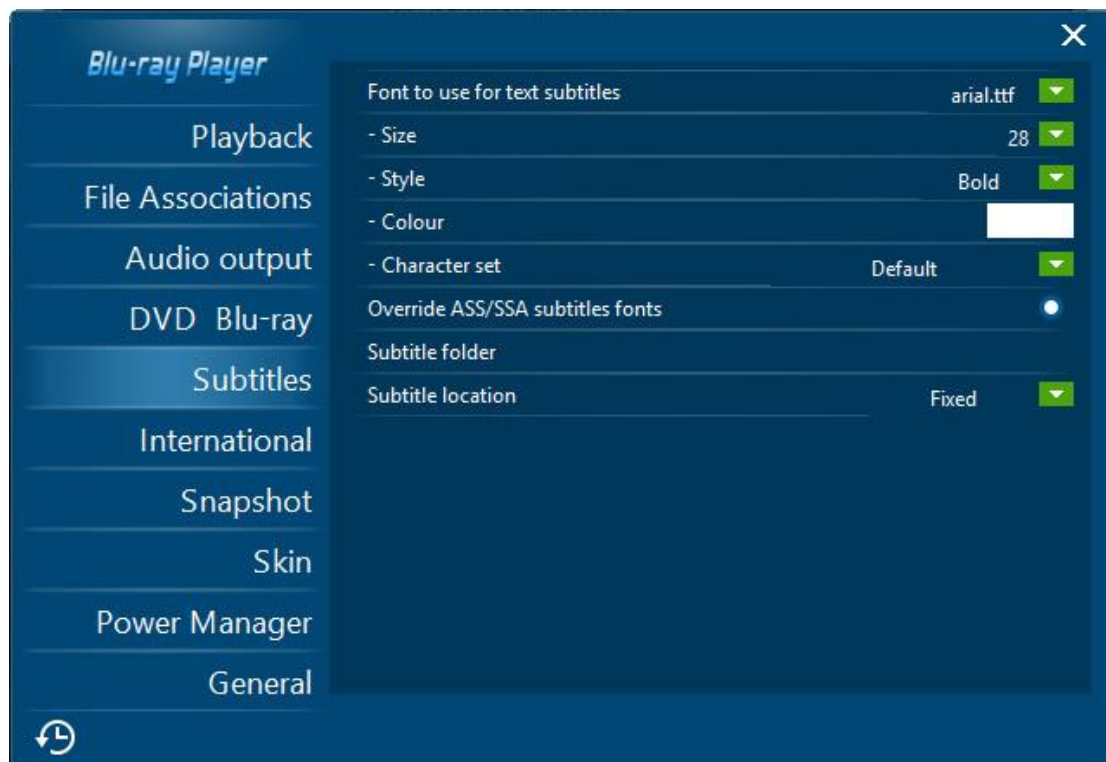 Blu-ray Player
Playback
File Associations
Audio output
DVD Blu-ray
Subtitles
International
Snapshot
Skin
Power Manager
General
Font to use for text subtitles arial.ttf
- Size 28
- Style Bold
- Colour
- Character set Default
Override ASS/SSA subtitles fonts
Subtitle folder
Subtitle location Fixed